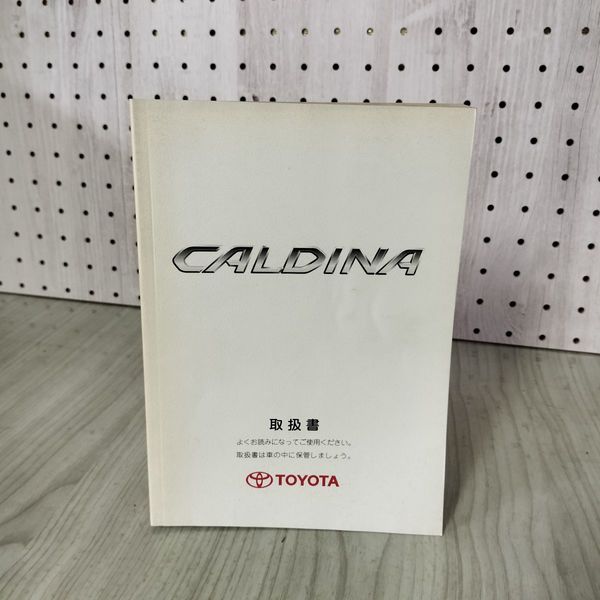 CALDINA
取扱書
よくお読みになってご使用ください。
取扱書は車の中に保管しましょう。
TOYOTA